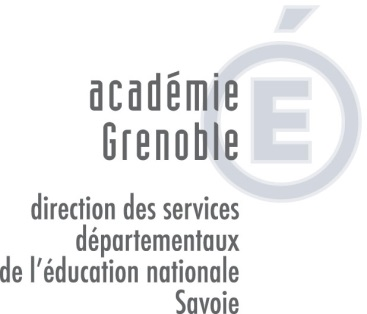 académie
Grenoble
É
direction des services
départementaux
de l'éducation nationale
Savoie